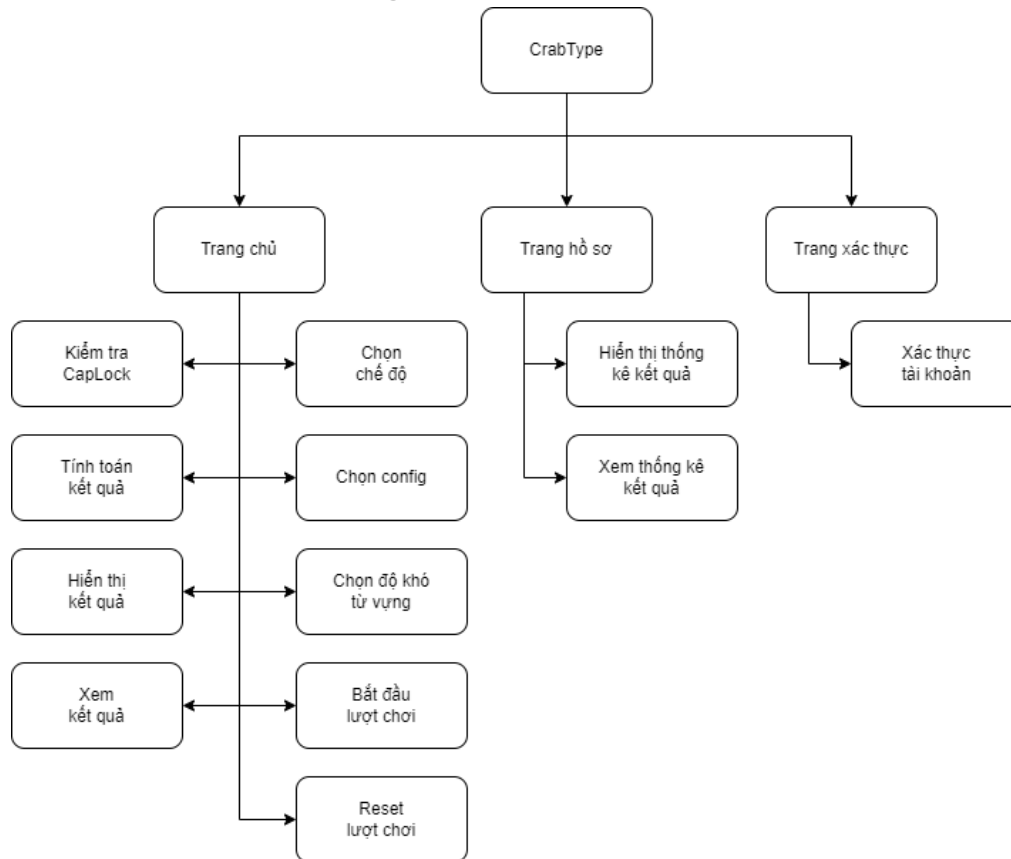 CrabType
Trang chủ
Trang hồ sơ
Trang xác thực
Kiểm tra
CapLock
Chọn
chế độ
Hiển thị thống
kê kết quả
Xác thực
tài khoản
Tính toán
kết quả
Chọn config
Xem thống kê
kết quả
Hiển thị
kết quả
Chọn độ khó
từ vựng
Xem
kết quả
Bắt đầu
lượt chơi
Reset
lượt chơi